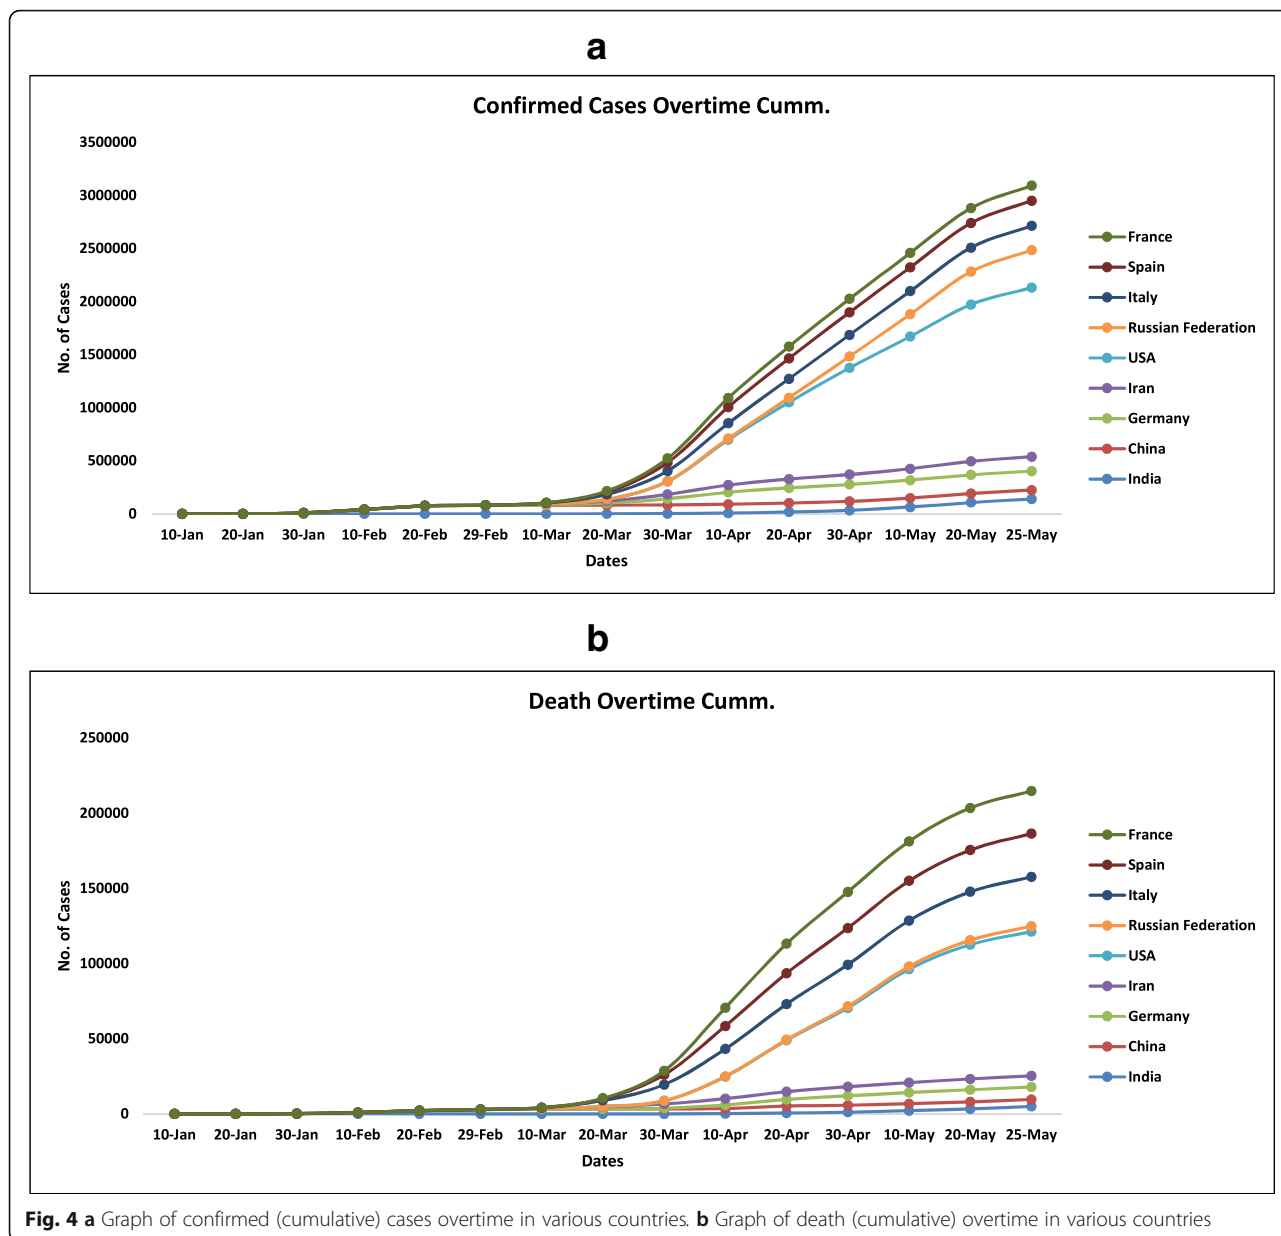 a
Confirmed Cases Overtime Cumm.
3500000
3000000
2500000
2000000
1500000
1000000
500000
0
No. of Cases
10-Jan 20-Jan 30-Jan 10-Feb 20-Feb 29-Feb 10-Mar 20-Mar 30-Mar 10-Apr 20-Apr 30-Apr 10-May 20-May 25-May
Dates
France
Spain
Italy
Russian Federation
USA
Iran
Germany
China
India
b
Death Overtime Cumm.
250000
200000
150000
100000
50000
0
No. of Cases
10-Jan 20-Jan 30-Jan 10-Feb 20-Feb 29-Feb 10-Mar 20-Mar 30-Mar 10-Apr 20-Apr 30-Apr 10-May 20-May 25-May
Dates
France
Spain
Italy
Russian Federation
USA
Iran
Germany
China
India
Fig. 4 a Graph of confirmed (cumulative) cases overtime in various countries. b Graph of death (cumulative) overtime in various countries